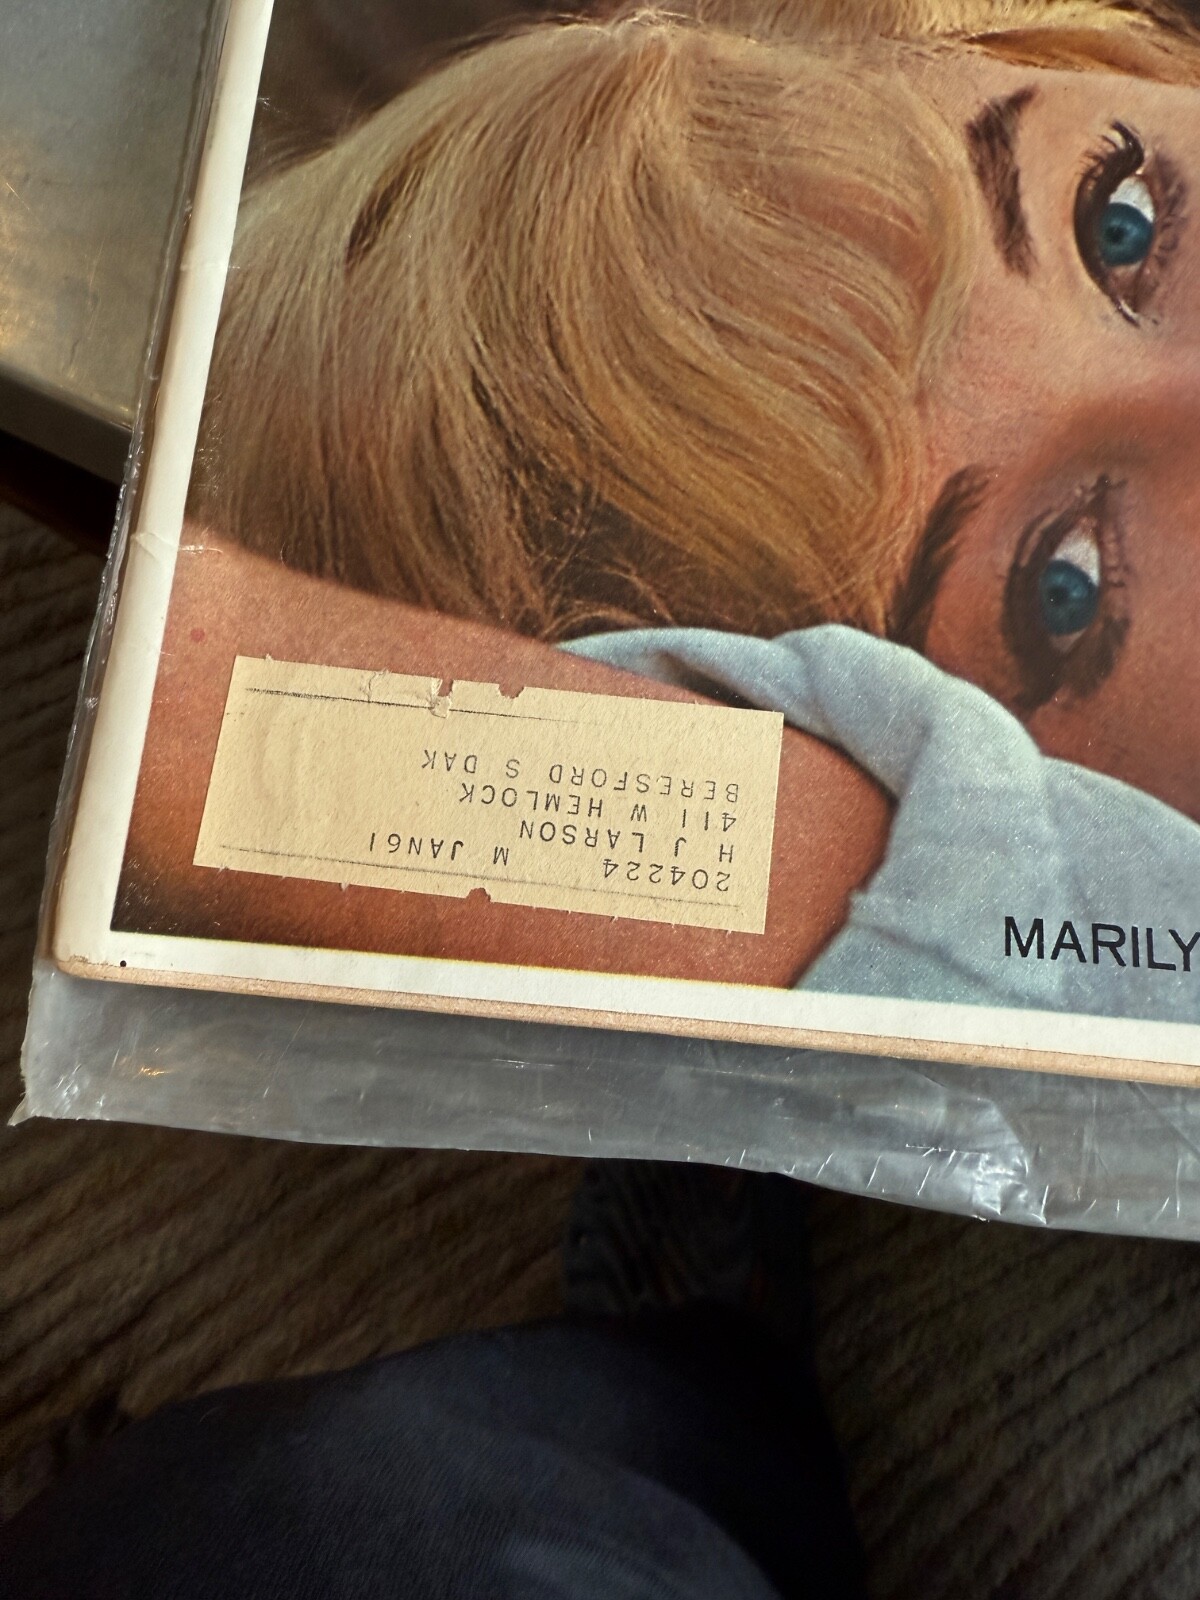 204224 M JAN61
H J LARSON
411 W HEMLOCK
BERESFORD S DAK
MARILY